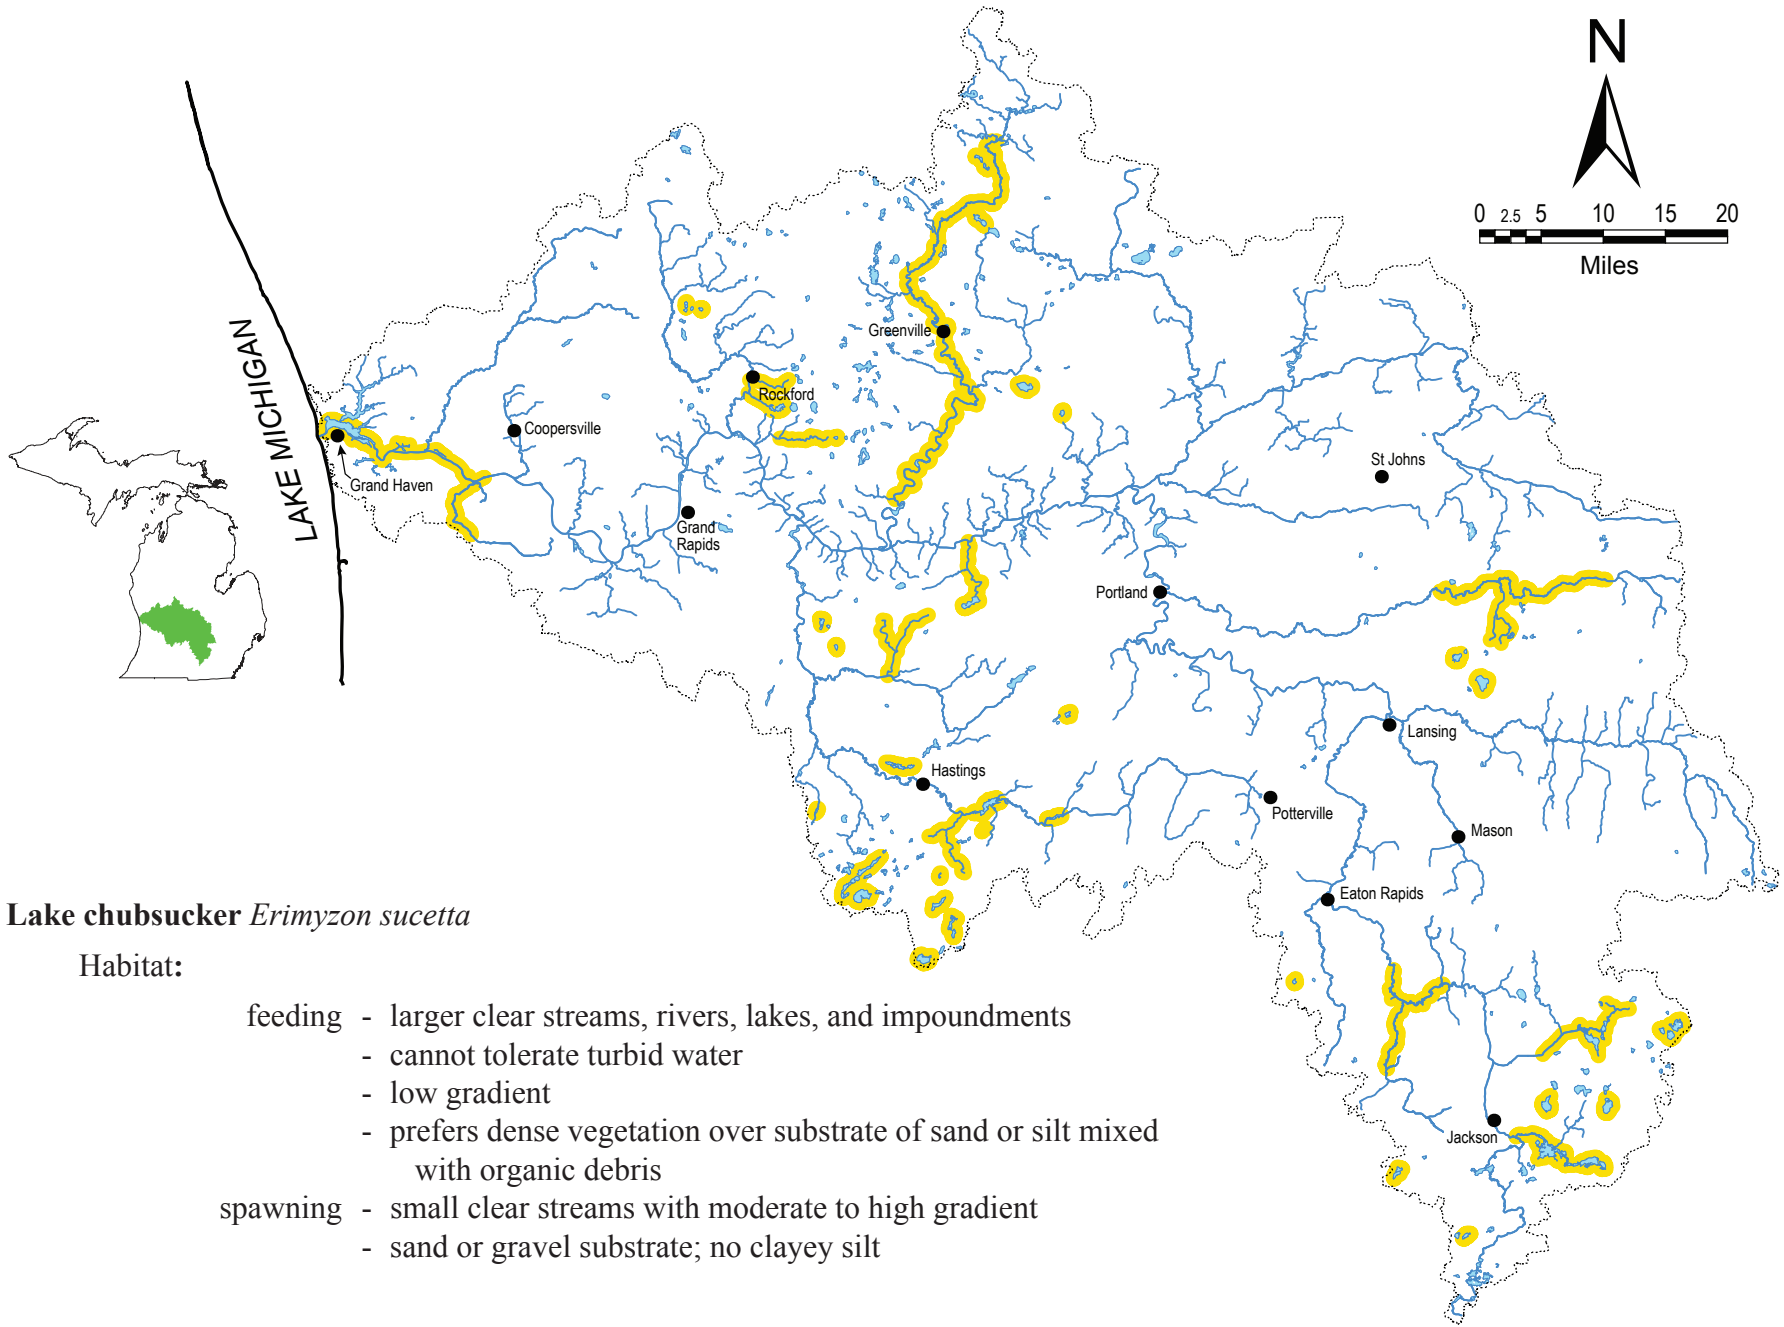 N
0 2.5 5 10 15 20
Miles
LAKE MICHIGAN
Greenville
Rockford
Coopersville
Grand Haven
St Johns
Grand
Rapids
Portland
Lansing
Hastings
Potterville
Mason
Eaton Rapids
Jackson
Lake chubsucker Erimyzon sucetta
Habitat:
feeding - larger clear streams, rivers, lakes, and impoundments
- cannot tolerate turbid water
- low gradient
- prefers dense vegetation over substrate of sand or silt mixed
with organic debris
spawning - small clear streams with moderate to high gradient
- sand or gravel substrate; no clayey silt